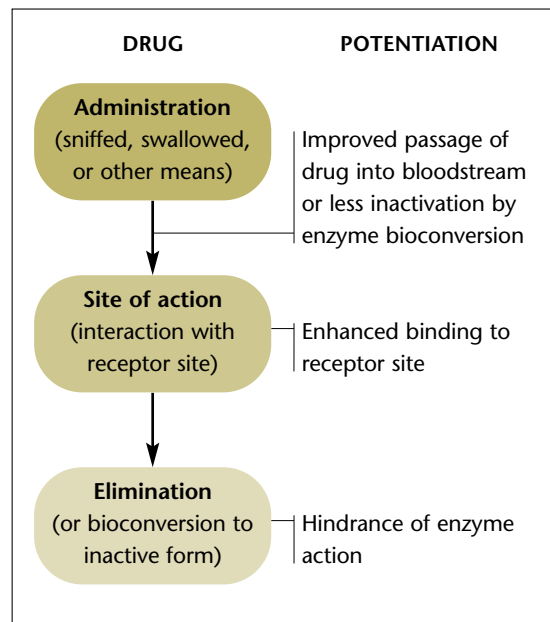 DRUG
POTENTIATION
Administration
(sniffed, swallowed,
or other means)
Improved passage of
drug into bloodstream
or less inactivation by
enzyme bioconversion
Site of action
(interaction with
receptor site)
Enhanced binding to
receptor site
Elimination
(or bioconversion to
inactive form)
Hindrance of enzyme
action